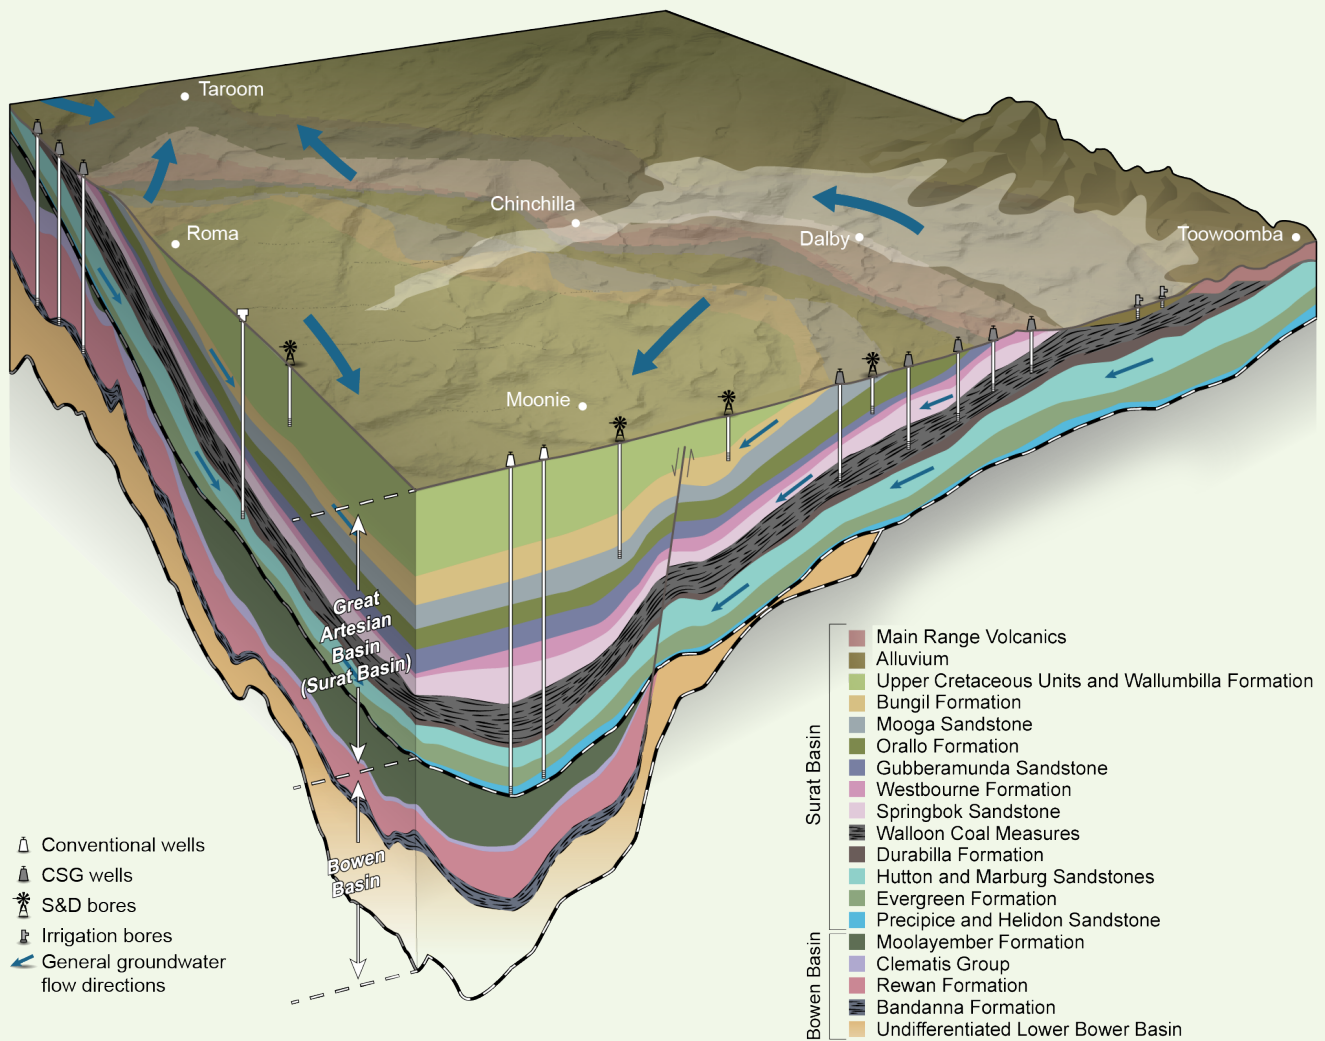 Taroom
Chinchilla
Roma
Dalby
Toowoomba
Moonie
Great
Artesian
Basin
(Surat Basin)
Bowen
Basin
Conventional wells
CSG wells
S&D bores
Irrigation bores
General groundwater
flow directions
Surat Basin
Main Range Volcanics
Alluvium
Upper Cretaceous Units and Wallumbilla Formation
Bungil Formation
Mooga Sandstone
Orallo Formation
Gubberamunda Sandstone
Westbourne Formation
Springbok Sandstone
Walloon Coal Measures
Durabilla Formation
Hutton and Marburg Sandstones
Evergreen Formation
Precipice and Helidon Sandstone
Bowen Basin
Moolayember Formation
Clematis Group
Rewan Formation
Bandanna Formation
Undifferentiated Lower Bower Basin